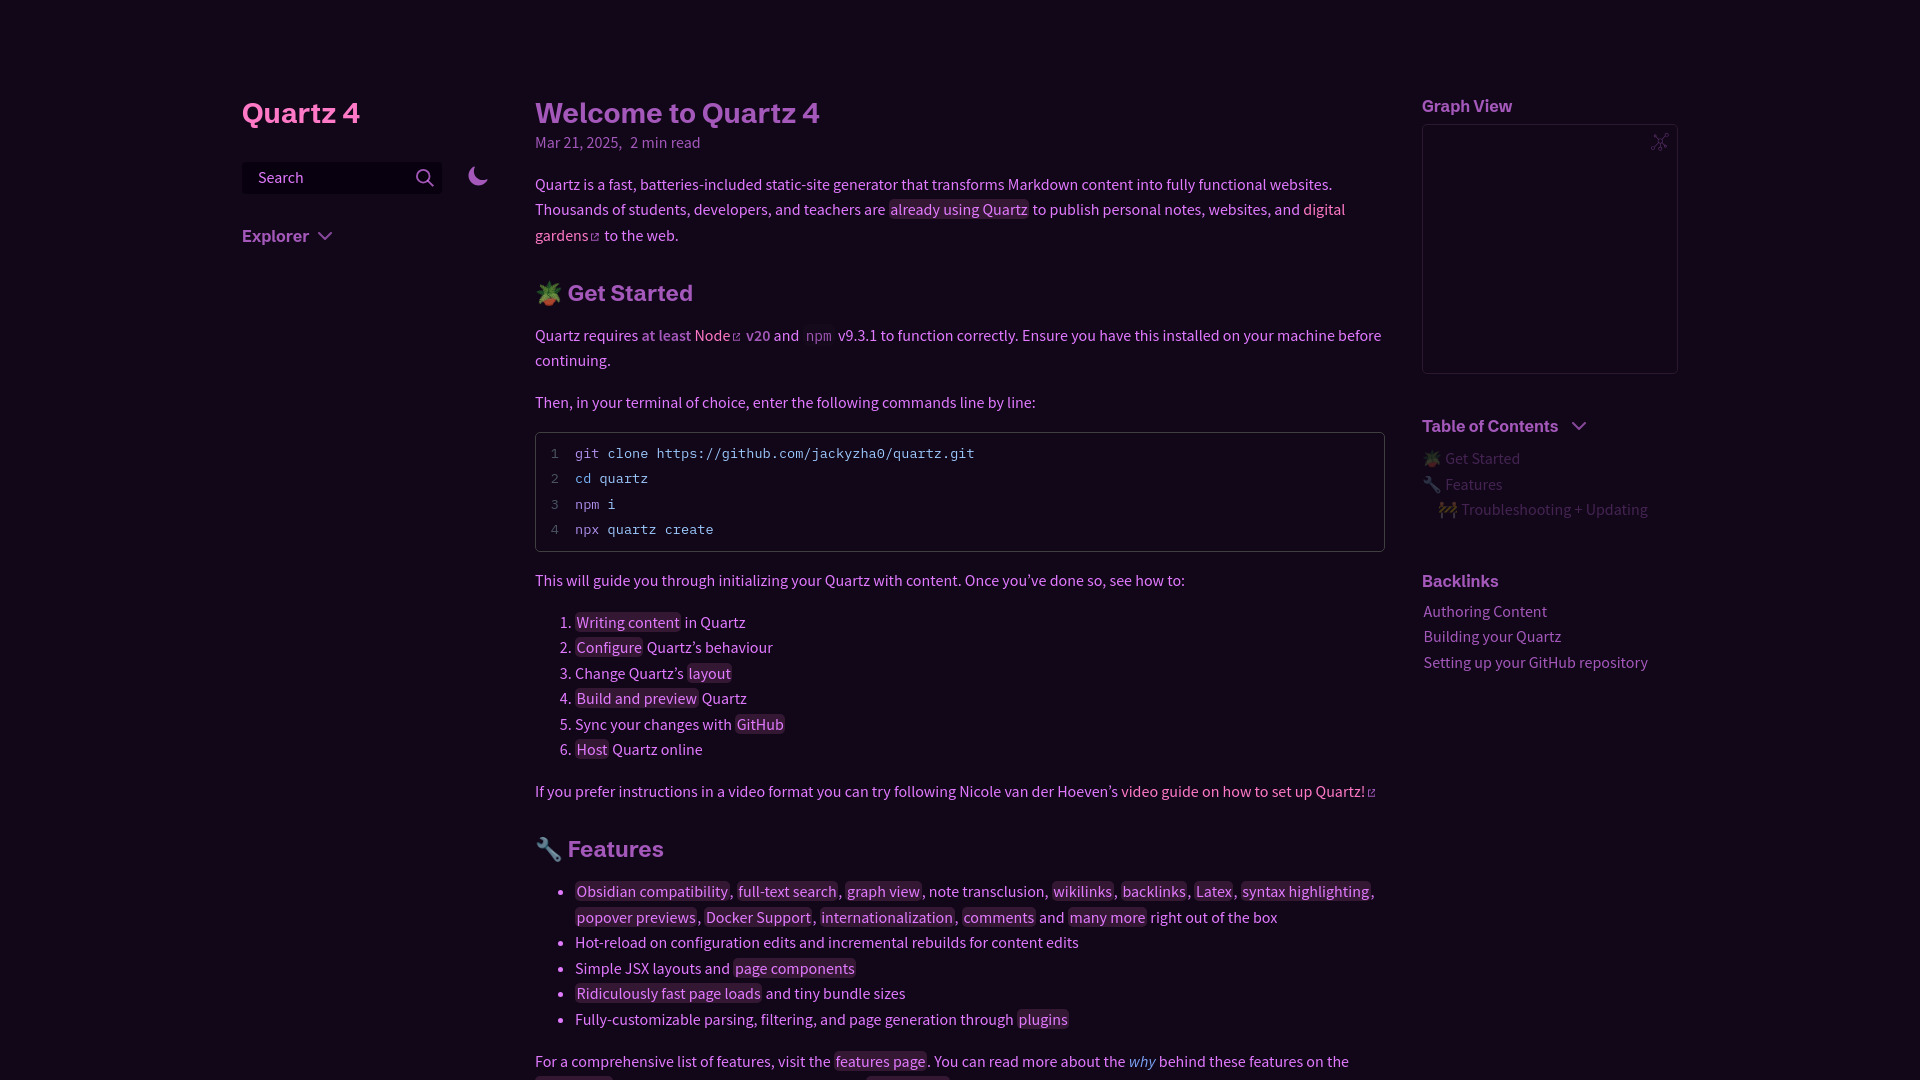 Quartz 4
Search
Explorer
Welcome to Quartz 4
Mar 21, 2025, 2 min read
Quartz is a fast, batteries-included static-site generator that transforms Markdown content into fully functional websites.
Thousands of students, developers, and teachers are already using Quartz to publish personal notes, websites, and digital
gardens to the web.
🪴 Get Started
Quartz requires at least Node v20 and npm v9.3.1 to function correctly. Ensure you have this installed on your machine before
continuing.
Then, in your terminal of choice, enter the following commands line by line:
1 git clone https://github.com/jackyzha0/quartz.git
2 cd quartz
3 npm i
4 npx quartz create
This will guide you through initializing your Quartz with content. Once you’ve done so, see how to:
1. Writing content in Quartz
2. Configure Quartz’s behaviour
3. Change Quartz’s layout
4. Build and preview Quartz
5. Sync your changes with GitHub
6. Host Quartz online
If you prefer instructions in a video format you can try following Nicole van der Hoeven’s video guide on how to set up Quartz!
🔧 Features
• Obsidian compatibility, full-text search, graph view, note transclusion, wikilinks, backlinks, Latex, syntax highlighting,
popover previews, Docker Support, internationalization, comments and many more right out of the box
• Hot-reload on configuration edits and incremental rebuilds for content edits
• Simple JSX layouts and page components
• Ridiculously fast page loads and tiny bundle sizes
• Fully-customizable parsing, filtering, and page generation through plugins
For a comprehensive list of features, visit the features page. You can read more about the why behind these features on the
Graph View
Table of Contents
🪴 Get Started
🔧 Features
🚧 Troubleshooting + Updating
Backlinks
Authoring Content
Building your Quartz
Setting up your GitHub repository